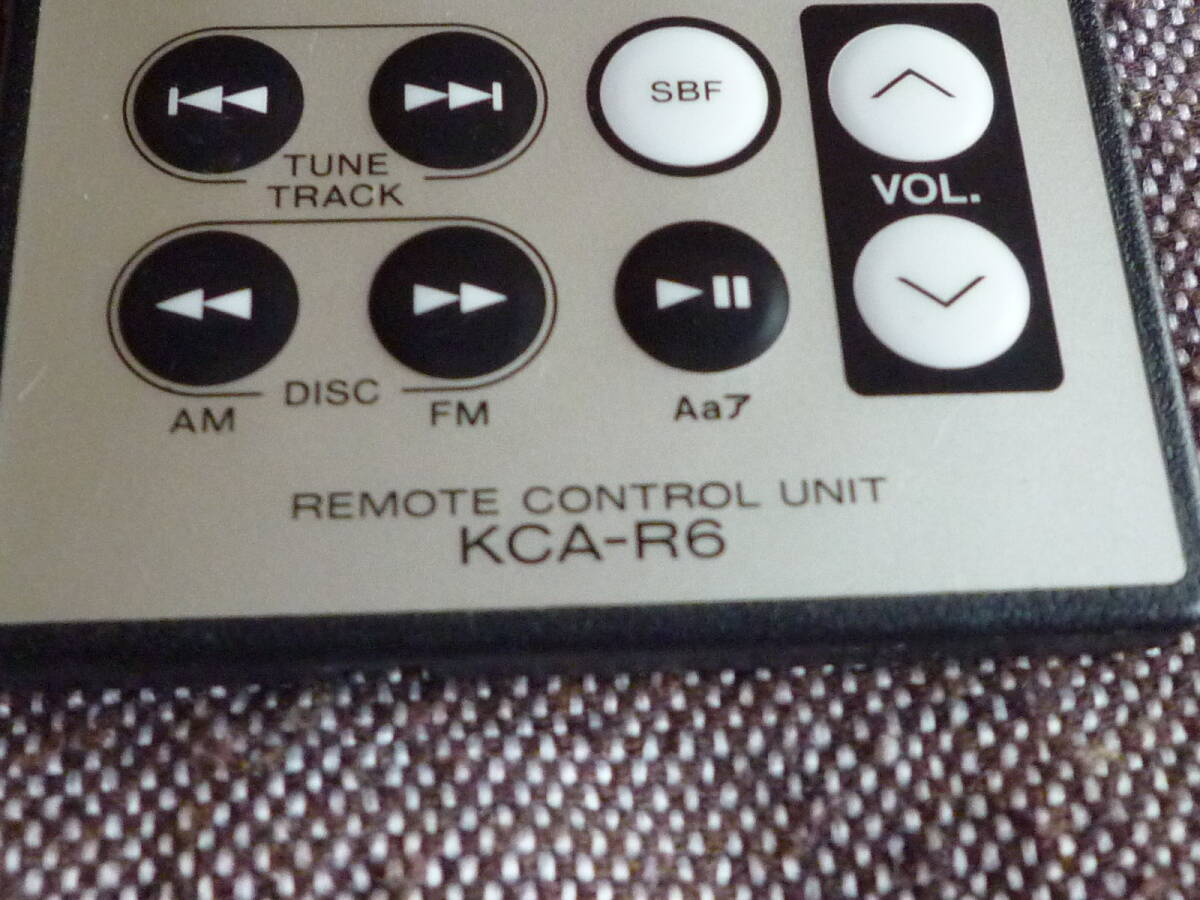 SBF
VOL.
TUNE
TRACK
DISC
AM
FM
Aaア
REMOTE CONTROL UNIT
KCA-R6